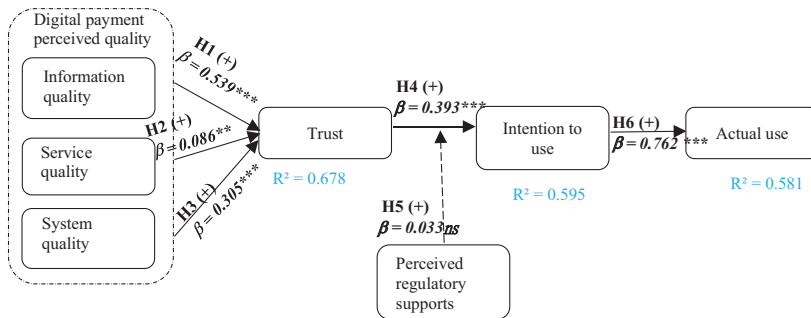 Digital payment
perceived quality
Information
quality
Service
quality
System
quality
H1 (+)
β = 0.539***
H2 (+)
β = 0.086**
H3 (+)
β = 0.305***
Trust
R² = 0.678
H4 (+)
β = 0.393***
H5 (+)
β = 0.033ns
Perceived
regulatory
supports
Intention to
use
R² = 0.595
H6 (+)
β = 0.762 ***
Actual use
R² = 0.581